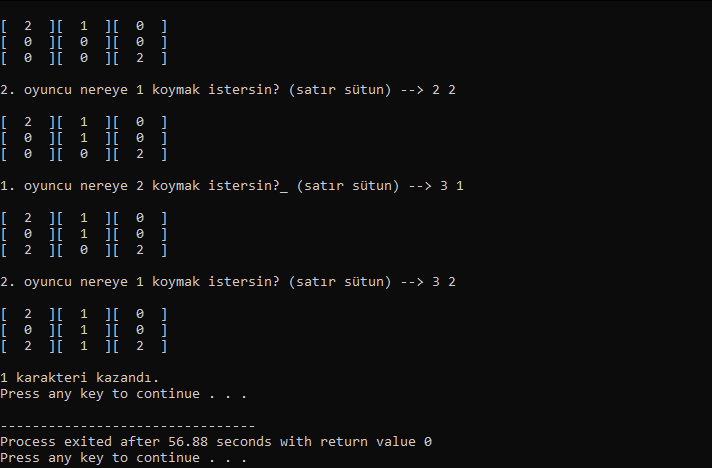 [  2  ][  1  ][  0  ]
[  0  ][  0  ][  0  ]
[  0  ][  0  ][  2  ]
2. oyuncu nereye 1 koymak istersin? (satır sütun) --> 2 2
[  2  ][  1  ][  0  ]
[  0  ][  1  ][  0  ]
[  0  ][  0  ][  2  ]
1. oyuncu nereye 2 koymak istersin?_ (satır sütun) --> 3 1
[  2  ][  1  ][  0  ]
[  0  ][  1  ][  0  ]
[  2  ][  0  ][  2  ]
2. oyuncu nereye 1 koymak istersin? (satır sütun) --> 3 2
[  2  ][  1  ][  0  ]
[  0  ][  1  ][  0  ]
[  2  ][  1  ][  2  ]
1 karakteri kazandı.
Press any key to continue . . .
--------------------------------
Process exited after 56.88 seconds with return value 0
Press any key to continue . . .